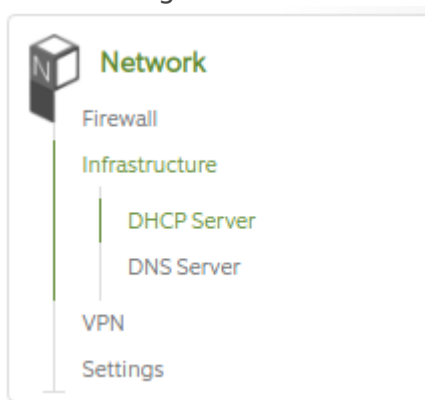 N
Network
Firewall
Infrastructure
DHCP Server
DNS Server
VPN
Settings